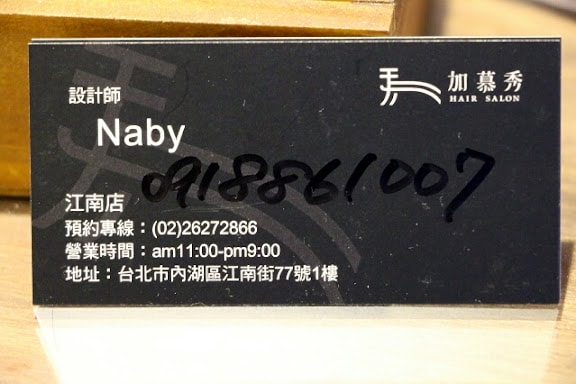 加慕秀
HAIR SALON
設計師
Naby
0918861007
江南店
預約專線：(02)26272866
營業時間：am11:00-pm9:00
地址：台北市內湖區江南街77號1樓